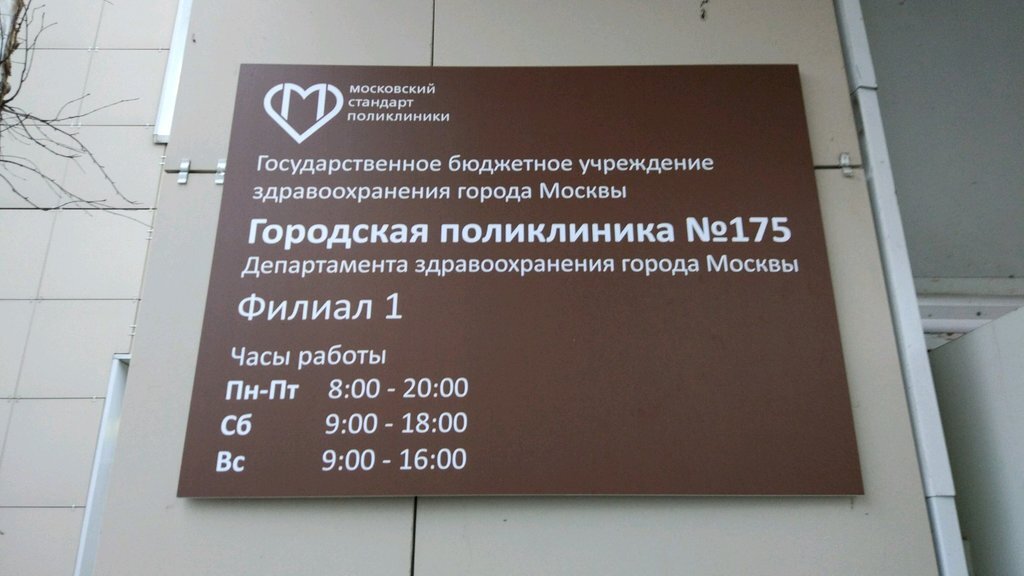 московский
стандарт
поликлиники
Государственное бюджетное учреждение
здравоохранения города Москвы
Городская поликлиника №175
Департамента здравоохранения города Москвы
Филиал 1
Часы работы
Пн-Пт 8:00 - 20:00
Сб 9:00 - 18:00
Вс 9:00 - 16:00